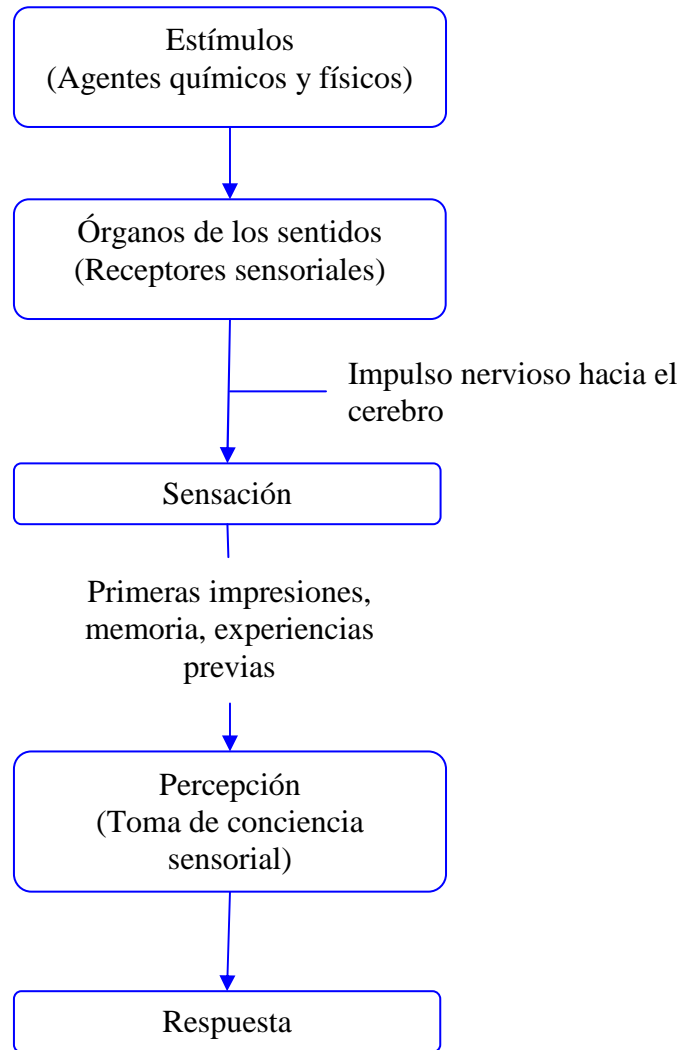 Estímulos
(Agentes químicos y físicos)
Órganos de los sentidos
(Receptores sensoriales)
Impulso nervioso hacia el
cerebro
Sensación
Primeras impresiones,
memoria, experiencias
previas
Percepción
(Toma de conciencia
sensorial)
Respuesta